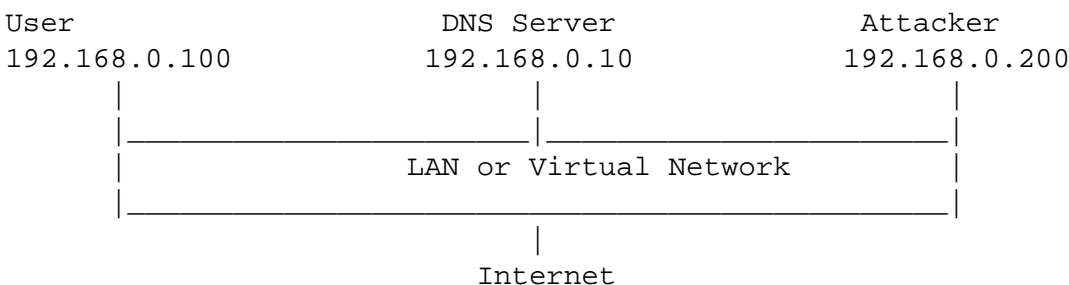 User DNS Server Attacker
192.168.0.100 192.168.0.10 192.168.0.200
LAN or Virtual Network
Internet